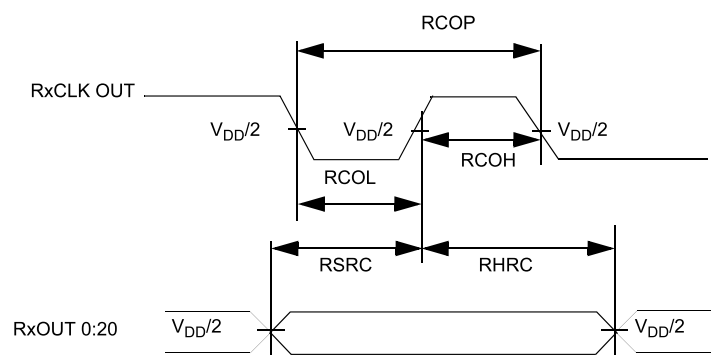 RCOP
RxCLK OUT
V_DD/2 V_DD/2 V_DD/2
RCOH
RCOL
RSRC RHRC
RxOUT 0:20 V_DD/2 V_DD/2